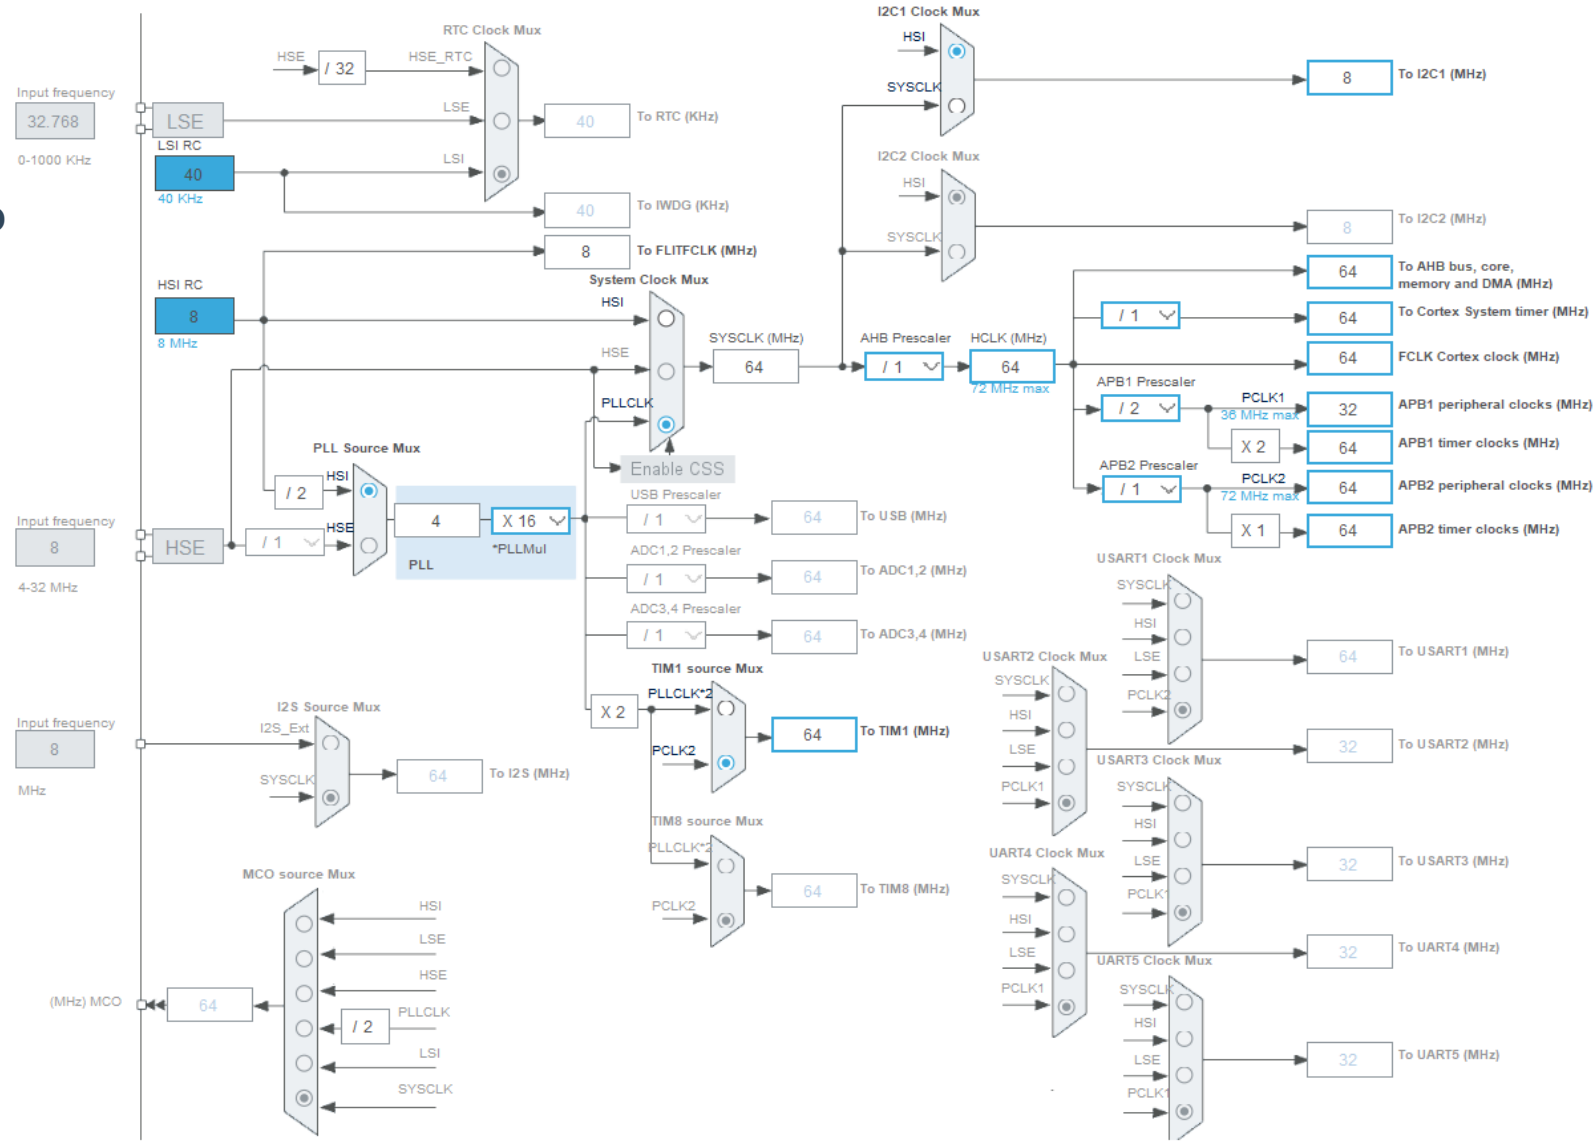 I2C1 Clock Mux
RTC Clock Mux
HSI
HSE
/ 32
HSE_RTC
8
To I2C1 (MHz)
SYSCLK
Input frequency
32.768
0-1000 KHz
LSE
LSE
40
To RTC (KHz)
LSI RC
40
40 KHz
LSI
I2C2 Clock Mux
HSI
40
To IWDG (KHz)
SYSCLK
8
To I2C2 (MHz)
8
To FLITFCLK (MHz)
System Clock Mux
64
To AHB bus, core,
memory and DMA (MHz)
HSI RC
8
8 MHz
HSI
/ 1
64
To Cortex System timer (MHz)
HSE
SYSCLK (MHz)
64
AHB Prescaler
/ 1
HCLK (MHz)
64
72 MHz max
64
FCLK Cortex clock (MHz)
PLLCLK
APB1 Prescaler
/ 2
PCLK1
36 MHz max
32
APB1 peripheral clocks (MHz)
X 2
64
APB1 timer clocks (MHz)
PLL Source Mux
Enable CSS
APB2 Prescaler
/ 1
PCLK2
72 MHz max
64
APB2 peripheral clocks (MHz)
X 1
64
APB2 timer clocks (MHz)
/ 2
HSI
4
X 16
*PLLMul
PLL
USB Prescaler
/ 1
64
To USB (MHz)
Input frequency
8
4-32 MHz
HSE
/ 1
HSE
ADC1,2 Prescaler
/ 1
64
To ADC1,2 (MHz)
ADC3,4 Prescaler
/ 1
64
To ADC3,4 (MHz)
USART1 Clock Mux
SYSCLK
HSI
LSE
PCLK2
64
To USART1 (MHz)
TIM1 source Mux
X 2
PLLCLK*2
PCLK2
64
To TIM1 (MHz)
USART2 Clock Mux
SYSCLK
HSI
LSE
PCLK1
32
To USART2 (MHz)
Input frequency
8
MHz
I2S Source Mux
I2S_Ext
SYSCLK
64
To I2S (MHz)
USART3 Clock Mux
SYSCLK
HSI
LSE
PCLK1
32
To USART3 (MHz)
TIM8 source Mux
PLLCLK*2
PCLK2
64
To TIM8 (MHz)
UART4 Clock Mux
SYSCLK
HSI
LSE
PCLK1
32
To UART4 (MHz)
MCO source Mux
HSI
LSE
HSE
PLLCLK
/ 2
LSI
SYSCLK
(MHz) MCO
64
UART5 Clock Mux
SYSCLK
HSI
LSE
PCLK1
32
To UART5 (MHz)